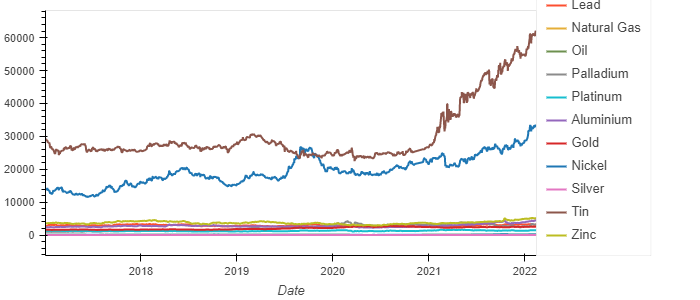 Lead
Natural Gas
Oil
Palladium
Platinum
Aluminium
Gold
Nickel
Silver
Tin
Zinc
60000
50000
40000
30000
20000
10000
0
2018 2019 2020 2021 2022
Date